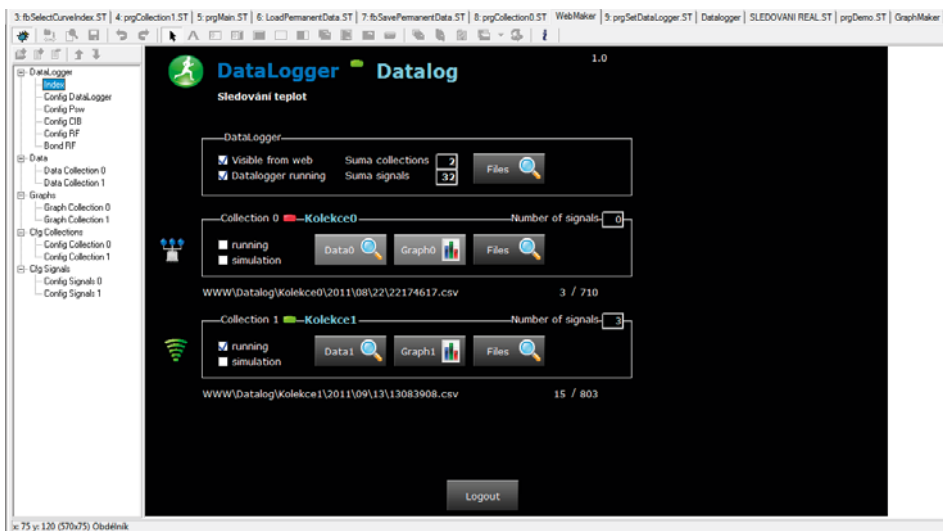 3: fbSelectCurveIndex.ST 4: prgCollection1.ST 5: prgMain.ST 6: LoadPermanentData.ST 7: fbSavePermanentData.ST 8: prgCollection0.ST WebMaker 9: prgSetDataLogger.ST Datalogger SLEDOVANI REAL.ST prgDemo.ST GraphMaker
DataLogger
Index
Config DataLogger
Config Psw
Config CIB
Config RF
Bond RF
Data
Data Collection 0
Data Collection 1
Graphs
Graph Collection 0
Graph Collection 1
Cfg Collections
Config Collection 0
Config Collection 1
Cfg Signals
Config Signals 0
Config Signals 1
DataLogger Datalog 1.0
Sledování teplot
DataLogger
Visible from web Suma collections 2
Datalogger running Suma signals 32
Files
Collection 0 Kolekce0 Number of signals 0
running
simulation
Data0 Graph0 Files
WWW\Datalog\Kolekce0\2011\08\22\22174617.csv 3 / 710
Collection 1 Kolekce1 Number of signals 3
running
simulation
Data1 Graph1 Files
WWW\Datalog\Kolekce1\2011\09\13\13083908.csv 15 / 803
Logout
x: 75 y: 120 (570x75) Obdélník